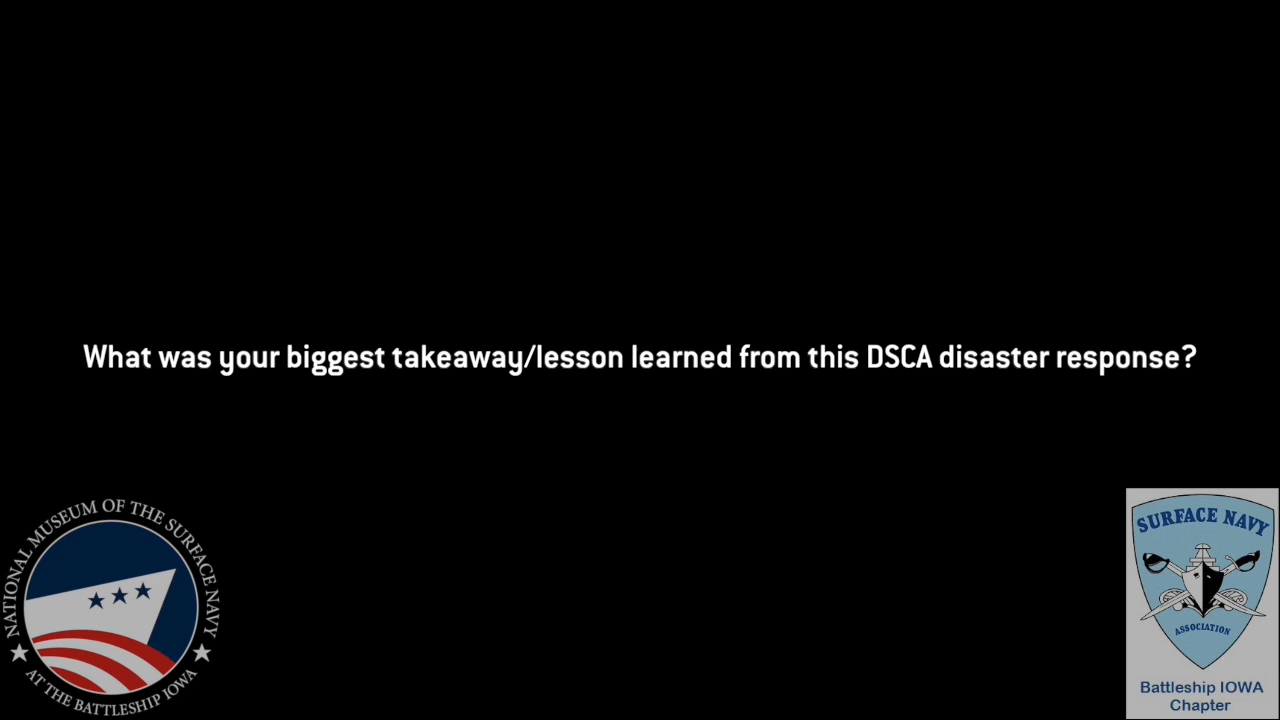 What was your biggest takeaway/lesson learned from this DSCA disaster response?
NATIONAL MUSEUM OF THE SURFACE NAVY
AT THE BATTLESHIP IOWA
SURFACE NAVY
ASSOCIATION
Battleship IOWA
Chapter